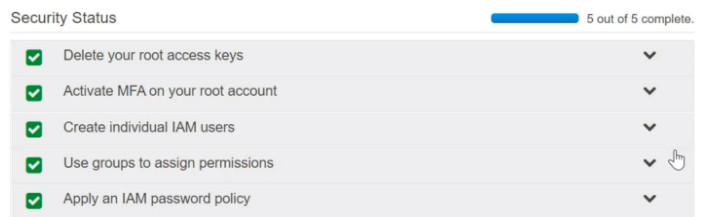 Security Status
5 out of 5 complete.
Delete your root access keys
Activate MFA on your root account
Create individual IAM users
Use groups to assign permissions
Apply an IAM password policy